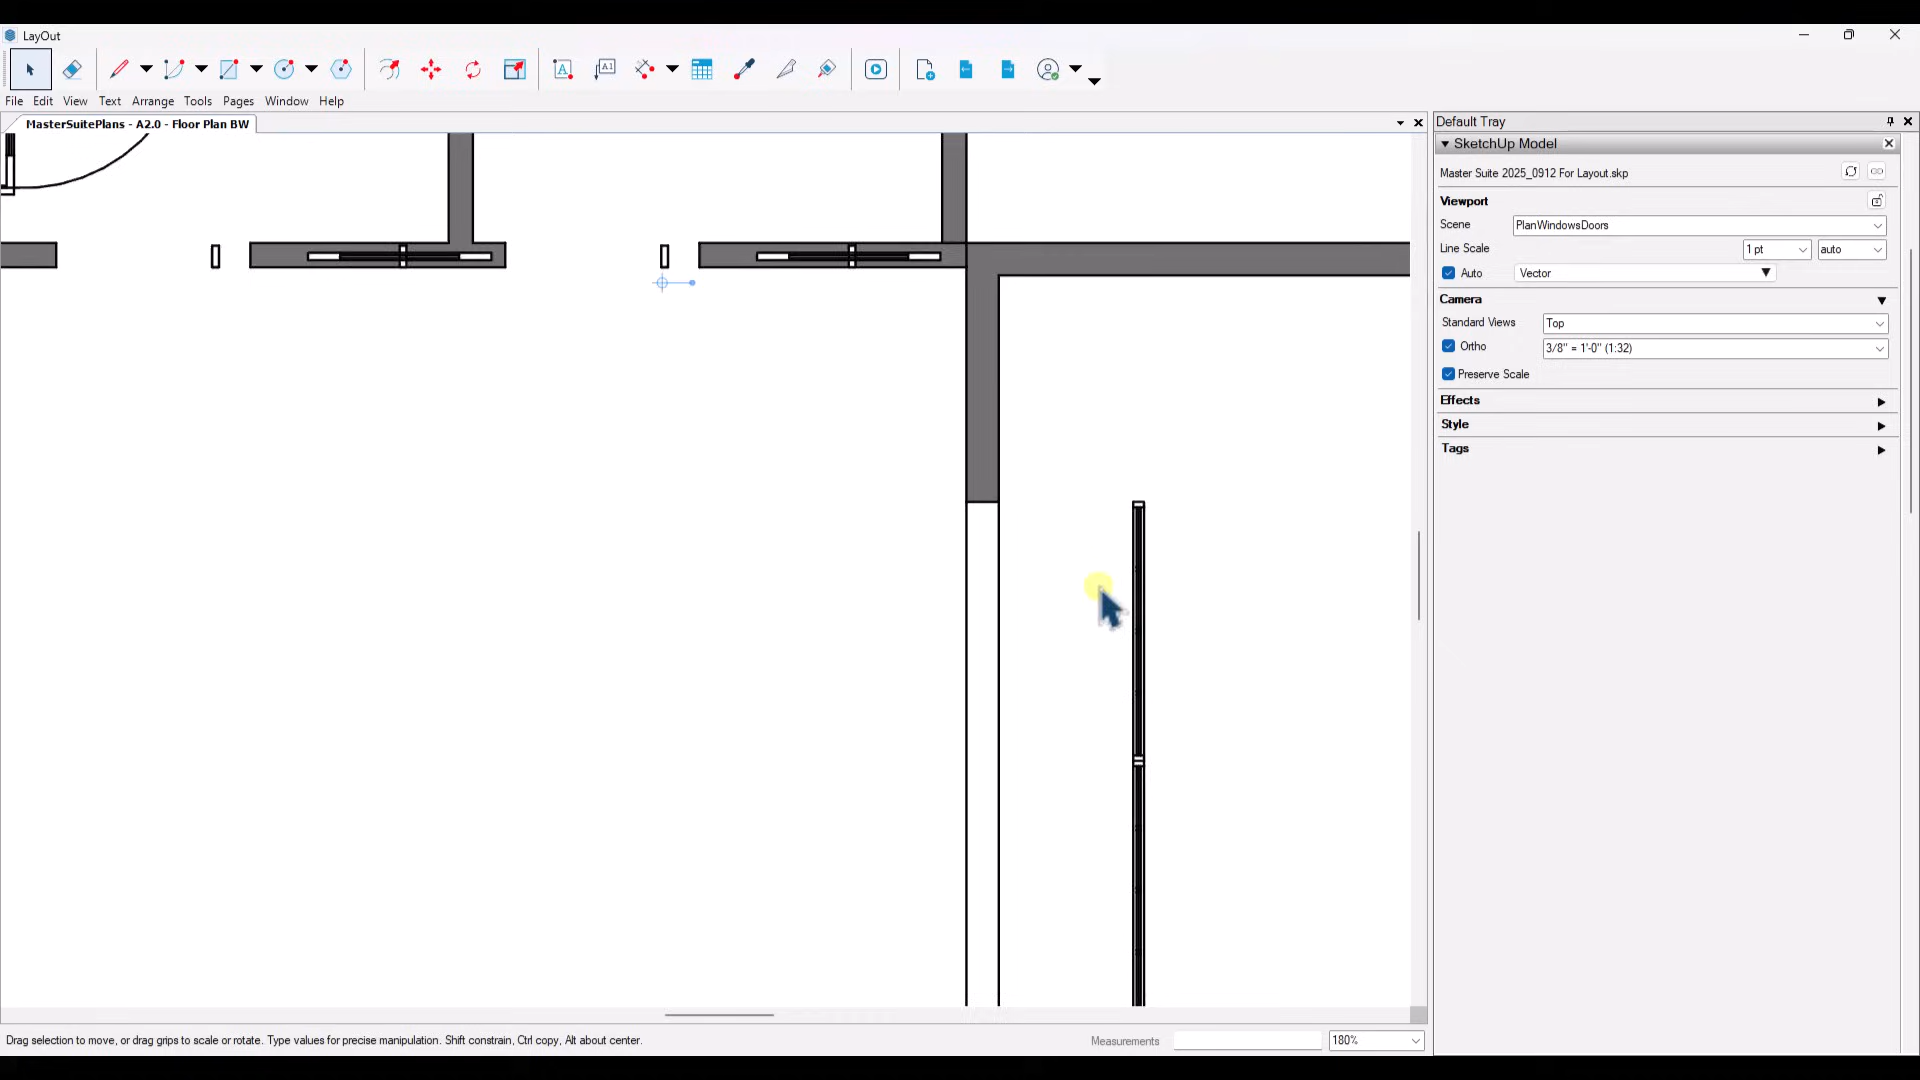 LayOut
File Edit View Text Arrange Tools Pages Window Help
MasterSuitePlans - A2.0 - Floor Plan BW
Default Tray
SketchUp Model
Master Suite 2025_0912 For Layout.skp
Viewport
Scene PlanWindowsDoors
Line Scale 1 pt auto
Auto Vector
Camera
Standard Views Top
Ortho 3/8" = 1'-0" (1:32)
Preserve Scale
Effects
Style
Tags
Drag selection to move, or drag grips to scale or rotate. Type values for precise manipulation. Shift constrain, Ctrl copy, Alt about center.
Measurements
180%